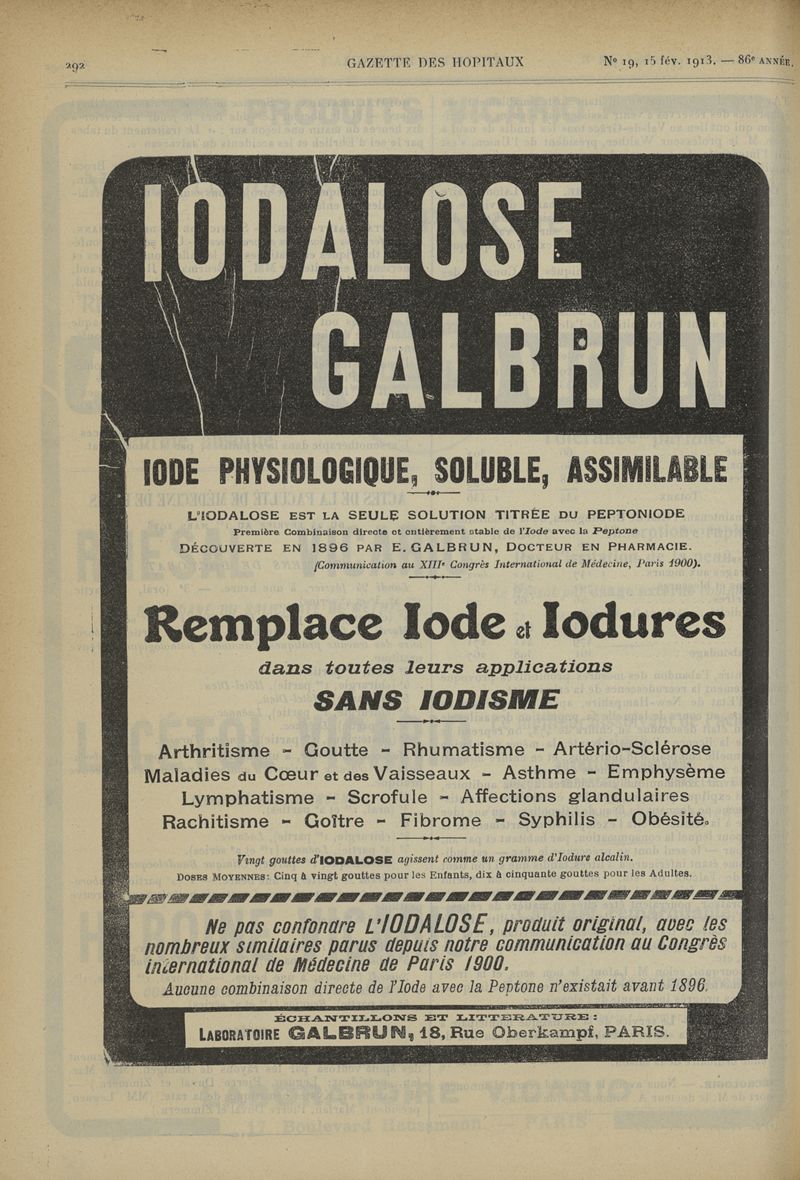 292
GAZETTE DES HOPITAUX
Nº 19, 15 fév. 1913. — 86e ANNÉE.
IODALOSE
GALBRUN
IODE PHYSIOLOGIQUE, SOLUBLE, ASSIMILABLE
L'IODALOSE EST LA SEULE SOLUTION TITRÉE DU PEPTONIODE
Première Combinaison directe et entièrement stable de l'Iode avec la Peptone
DÉCOUVERTE EN 1896 PAR E. GALBRUN, DOCTEUR EN PHARMACIE.
(Communication au XIIIe Congrès International de Médecine, Paris 1900).
Remplace Iode et Iodures
dans toutes leurs applications
SANS IODISME
Arthritisme - Goutte - Rhumatisme - Artério-Sclérose
Maladies du Cœur et des Vaisseaux - Asthme - Emphysème
Lymphatisme - Scrofule - Affections glandulaires
Rachitisme - Goître - Fibrome - Syphilis - Obésité.
Vingt gouttes d'IODALOSE agissent comme un gramme d'Iodure alcalin.
DOSES MOYENNES: Cinq à vingt gouttes pour les Enfants, dix à cinquante gouttes pour les Adultes.
Ne pas confondre L'IODALOSE, produit original, avec les
nombreux similaires parus depuis notre communication au Congrès
international de Médecine de Paris 1900.
Aucune combinaison directe de l'Iode avec la Peptone n'existait avant 1896.
ÉCHANTILLONS ET LITTERATURE:
LABORATOIRE GALBRUN, 18, Rue Oberkampf, PARIS.